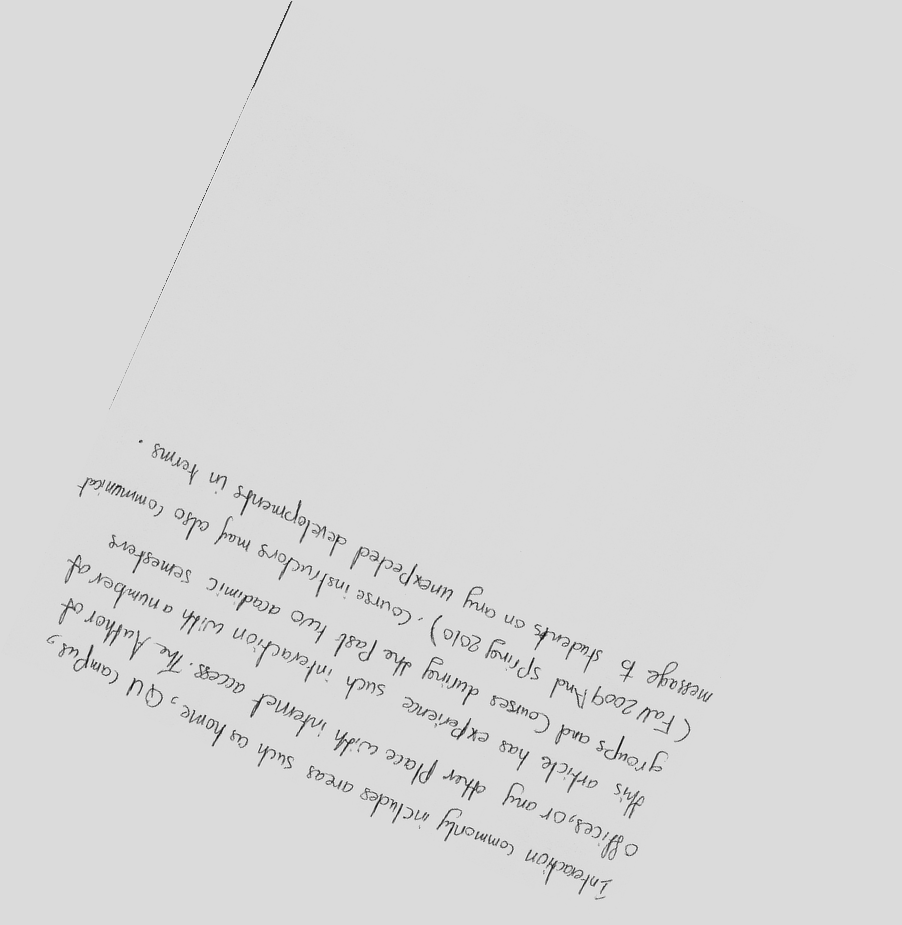 Interaction commonly includes areas such as home, QU campus,
offices, or any other place with internet access. The Author of
this article has experience such interaction with a number of
groups and Courses during the Past two acadimic semesters
(Fall 2009 And spring 2010). Course instructors may also communicat
message to students on any unexpected developments in terms.